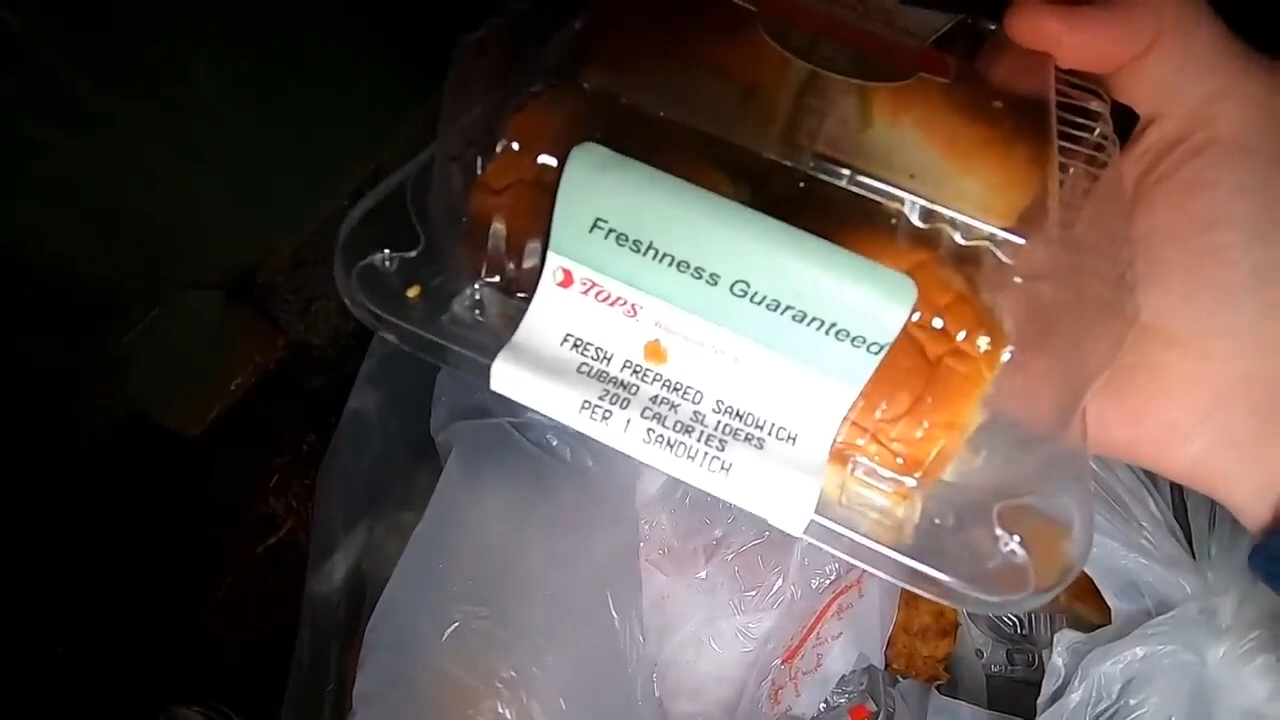 Freshness Guaranteed
TOPS
FRESH PREPARED SANDWICH
CUBANO 4PK SLIDERS
200 CALORIES
PER 1 SANDWICH